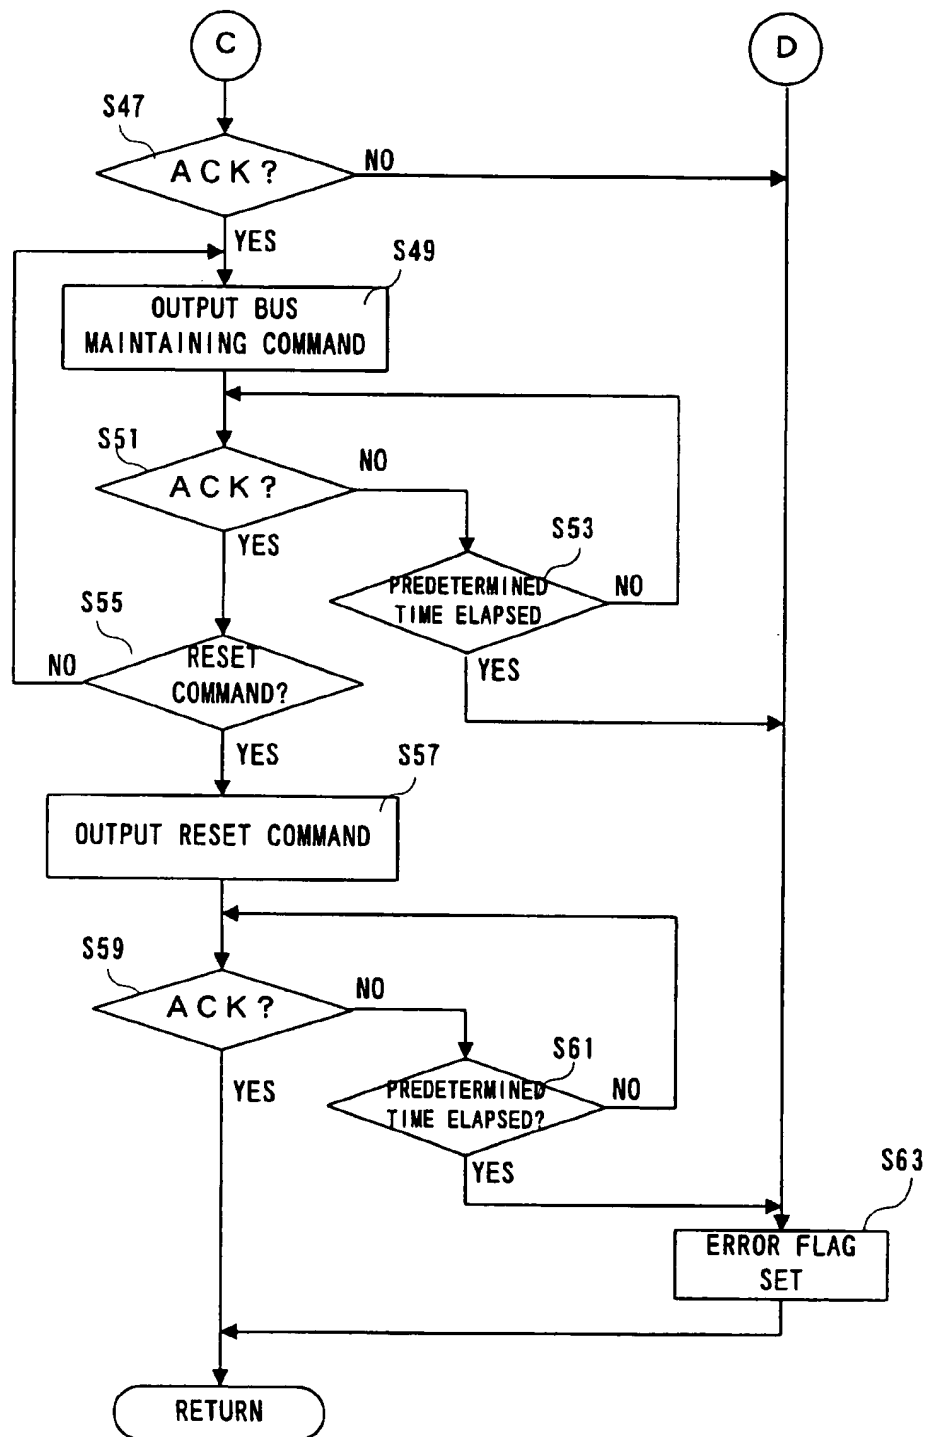 C
D
S47
ACK?
NO
YES
S49
OUTPUT BUS
MAINTAINING COMMAND
S51
ACK?
NO
YES
S53
PREDETERMINED
TIME ELAPSED
NO
YES
S55
RESET
COMMAND?
NO
YES
S57
OUTPUT RESET COMMAND
S59
ACK?
NO
YES
S61
PREDETERMINED
TIME ELAPSED?
NO
YES
S63
ERROR FLAG
SET
RETURN